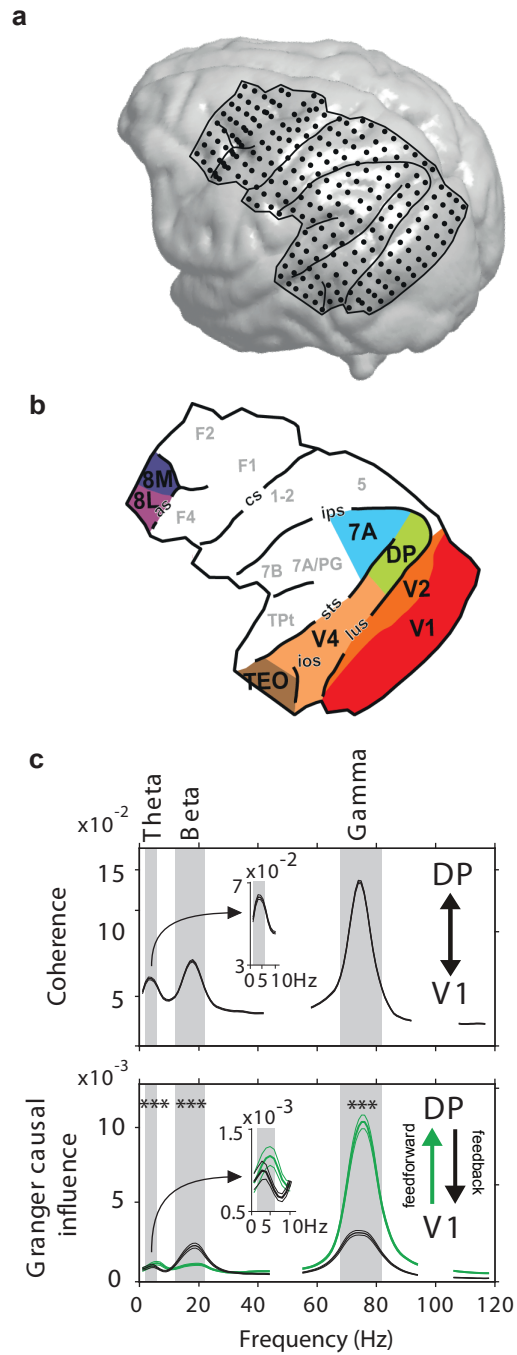 a
b
F2
8M
F1
8L
as
F4
cs
1-2
5
ips
7A
7B
7A/PG
DP
V2
TPt
sts
V4
lus
V1
ios
TEO
c
Theta
Beta
Gamma
x10-2
15
10
5
Coherence
x10-2
7
3
0 5 10Hz
DP
V1
x10-3
10
5
0
Granger causal
influence
*** *** ***
x10-3
1.5
0.5
0 5 10Hz
DP
feedforward
feedback
V1
0 20 40 60 80 100 120
Frequency (Hz)